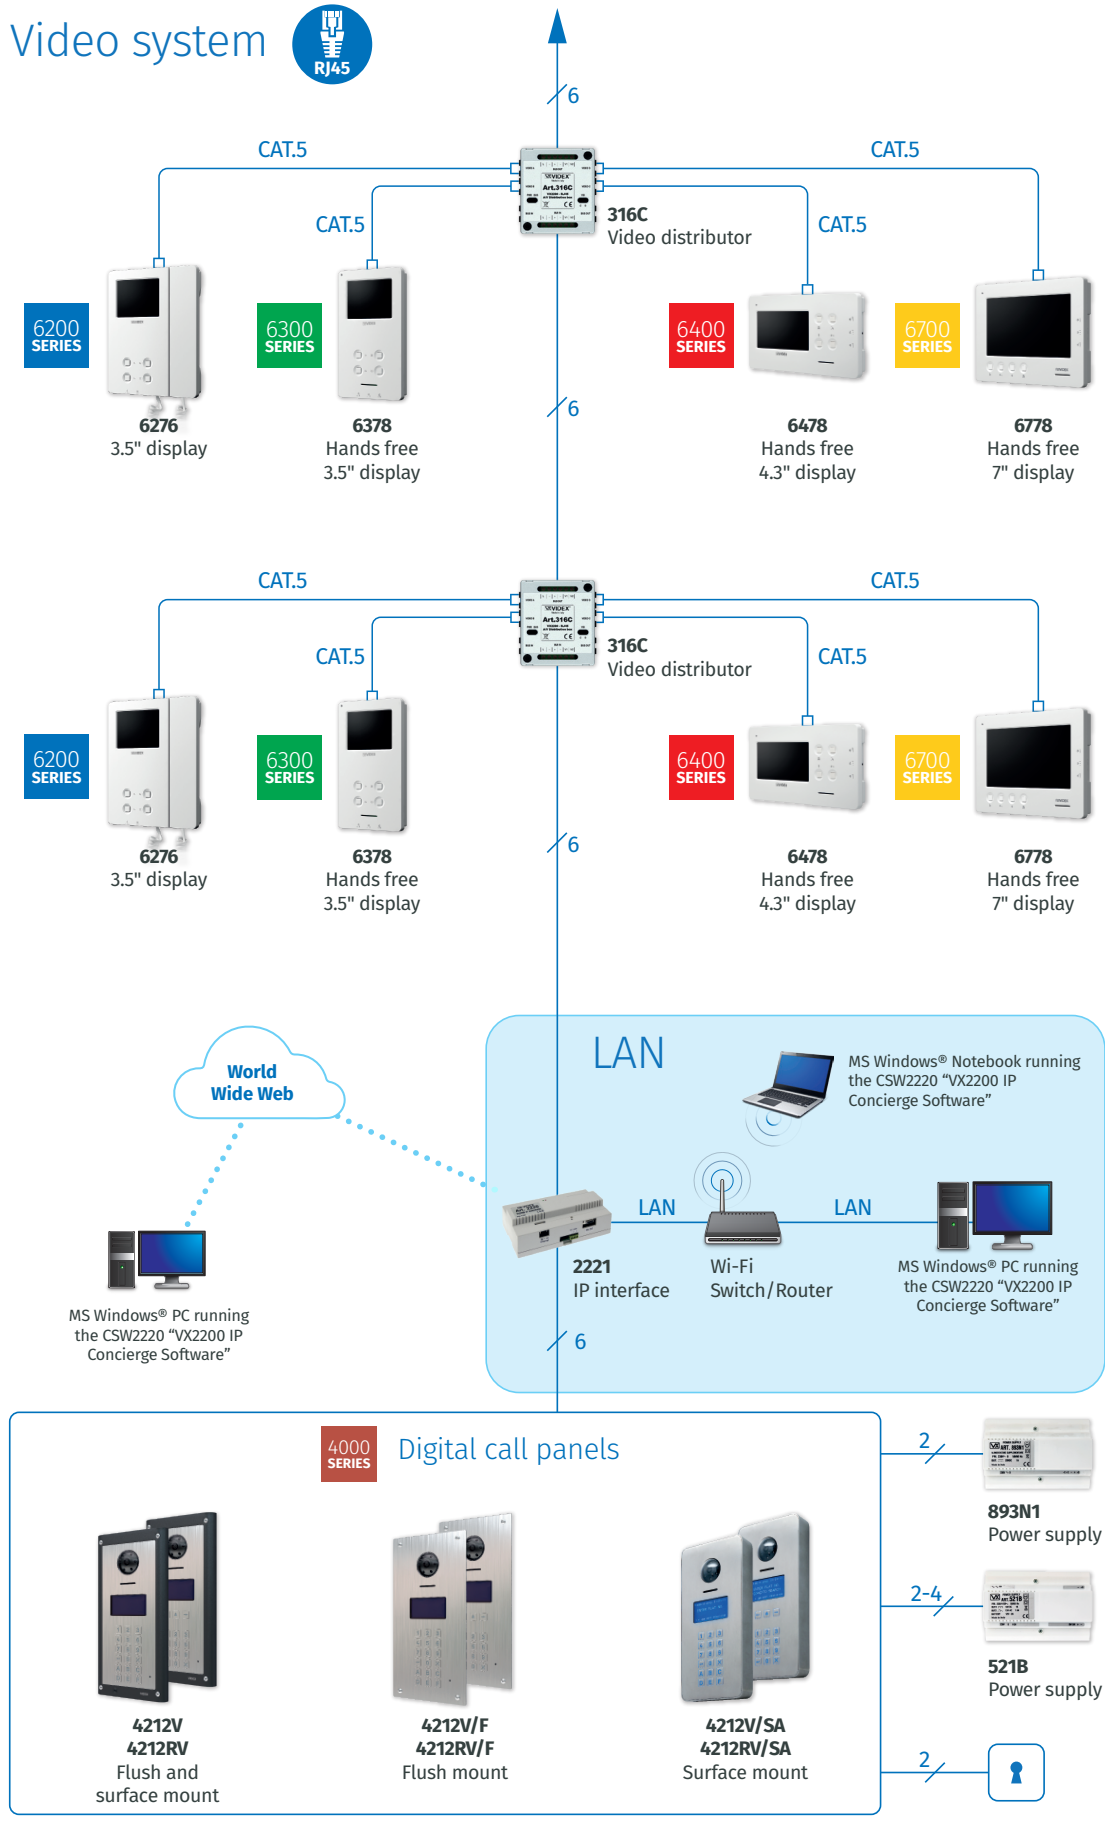 Video system
RJ45
6
CAT.5
CAT.5
VIDEX
Art.316C
316C
Video distributor
CAT.5
CAT.5
6200
SERIES
6300
SERIES
6400
SERIES
6700
SERIES
6276
3.5" display
6378
Hands free
3.5" display
6
6478
Hands free
4.3" display
6778
Hands free
7" display
CAT.5
CAT.5
VIDEX
Art.316C
316C
Video distributor
CAT.5
CAT.5
6200
SERIES
6300
SERIES
6400
SERIES
6700
SERIES
6276
3.5" display
6378
Hands free
3.5" display
6
6478
Hands free
4.3" display
6778
Hands free
7" display
LAN
World
Wide Web
MS Windows® Notebook running
the CSW2220 “VX2200 IP
Concierge Software”
LAN
LAN
2221
IP interface
Wi-Fi
Switch/Router
MS Windows® PC running
the CSW2220 “VX2200 IP
Concierge Software”
MS Windows® PC running
the CSW2220 “VX2200 IP
Concierge Software”
6
4000
SERIES
Digital call panels
2
893N1
Power supply
2-4
521B
Power supply
2
4212V
4212RV
Flush and
surface mount
4212V/F
4212RV/F
Flush mount
4212V/SA
4212RV/SA
Surface mount